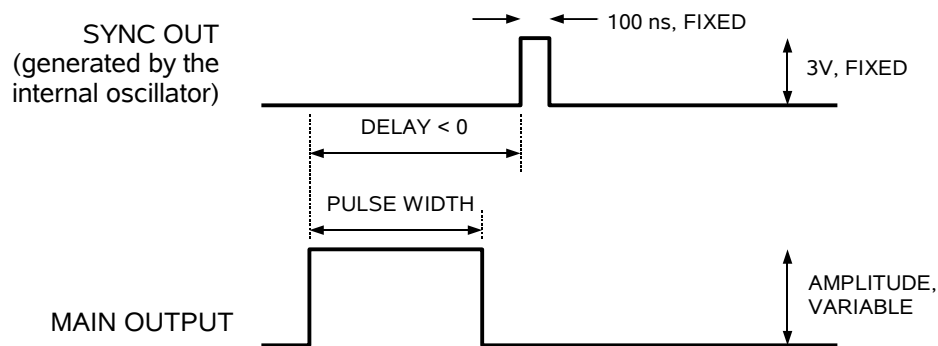 100 ns, FIXED
SYNC OUT
(generated by the
internal oscillator)
3V, FIXED
DELAY < 0
PULSE WIDTH
AMPLITUDE,
VARIABLE
MAIN OUTPUT